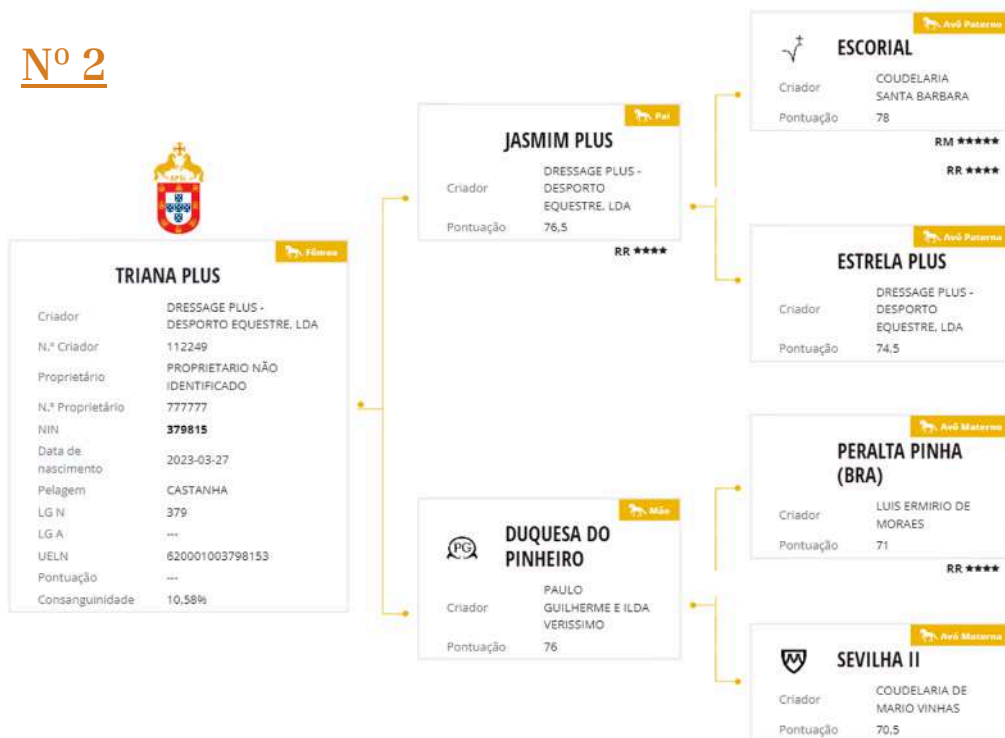 Nº 2
Fêmea
TRIANA PLUS
Criador
DRESSAGE PLUS -
DESPORTO EQUESTRE, LDA
N.º Criador
112249
Proprietário
PROPRIETARIO NÃO
IDENTIFICADO
N.º Proprietário
777777
NIN
379815
Data de
nascimento
2023-03-27
Pelagem
CASTANHA
LG N
379
LG A
---
UELN
620001003798153
Pontuação
---
Consanguinidade
10,58%
Pai
JASMIM PLUS
Criador
DRESSAGE PLUS -
DESPORTO
EQUESTRE, LDA
Pontuação
76,5
RR ★★★★
Mãe
PG
DUQUESA DO
PINHEIRO
Criador
PAULO
GUILHERME E ILDA
VERISSIMO
Pontuação
76
Avô Paterno
ESCORIAL
Criador
COUDELARIA
SANTA BARBARA
Pontuação
78
RM ★★★★★
RR ★★★★
Avó Paterna
ESTRELA PLUS
Criador
DRESSAGE PLUS -
DESPORTO
EQUESTRE, LDA
Pontuação
74,5
Avô Materno
PERALTA PINHA
(BRA)
Criador
LUIS ERMIRIO DE
MORAES
Pontuação
71
RR ★★★★
Avó Materna
M
SEVILHA II
Criador
COUDELARIA DE
MARIO VINHAS
Pontuação
70,5